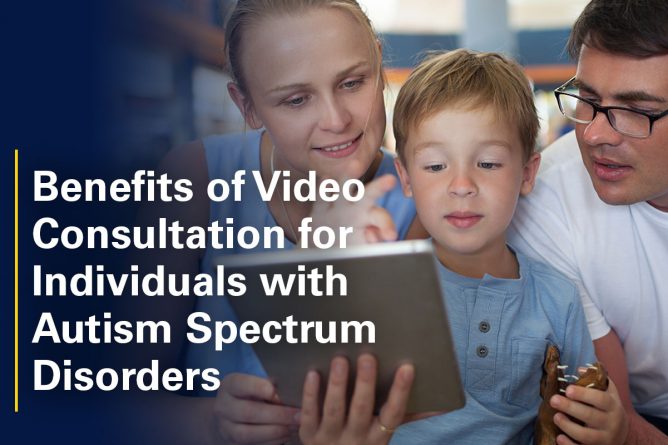 Benefits of Video
Consultation for
Individuals with
Autism Spectrum
Disorders